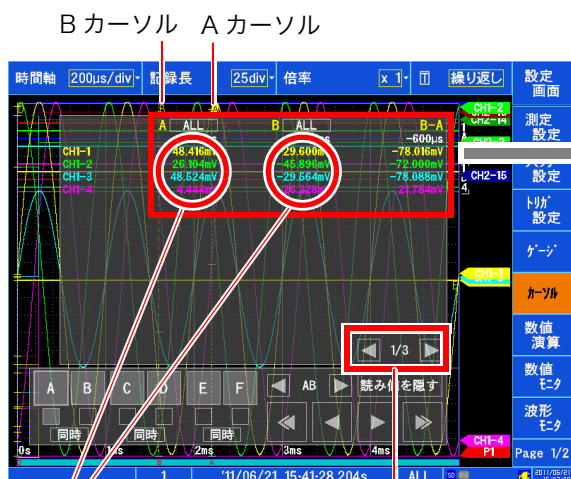 B カーソル A カーソル
時間軸 200μs/div 記録長 25div 倍率 x 1 繰り返し
設定
画面
CH1-2
CH2-14
測定
設定
A ALL B ALL B-A
-600μs
CH1-1 48.416mV -29.600mV -78.016mV
CH1-2 26.104mV -45.896mV -72.000mV
CH1-3 48.524mV -29.564mV -78.088mV
CH1-4 4.444mV 26.228mV 21.784mV
設定
CH2-15
トリガ
設定
ゲージ
CH1-1
カーソル
1/3
数値
演算
A B C D E F AB 読み値を隠す
数値
モニタ
同時 同時 同時
波形
モニタ
CH1-4
0s 1ms 2ms 3ms 4ms P1
Page 1/2
1 '11/06/21 15:41:28.204s ALL
2011/06/21